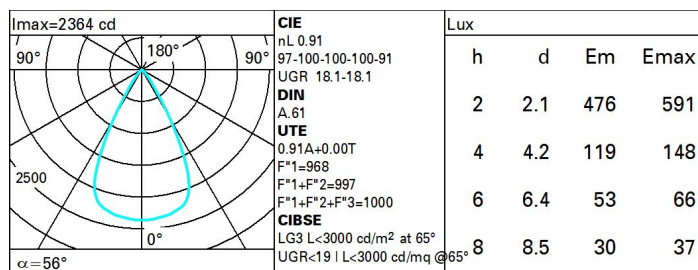 Imax=2364 cd
90° 180° 90°
2500
0°
α=56°
CIE
nL 0.91
97-100-100-100-91
UGR 18.1-18.1
DIN
A.61
UTE
0.91A+0.00T
F"1=968
F"1+F"2=997
F"1+F"2+F"3=1000
CIBSE
LG3 L<3000 cd/m² at 65°
UGR<19 | L<3000 cd/mq @65°
Lux
h d Em Emax
2 2.1 476 591
4 4.2 119 148
6 6.4 53 66
8 8.5 30 37